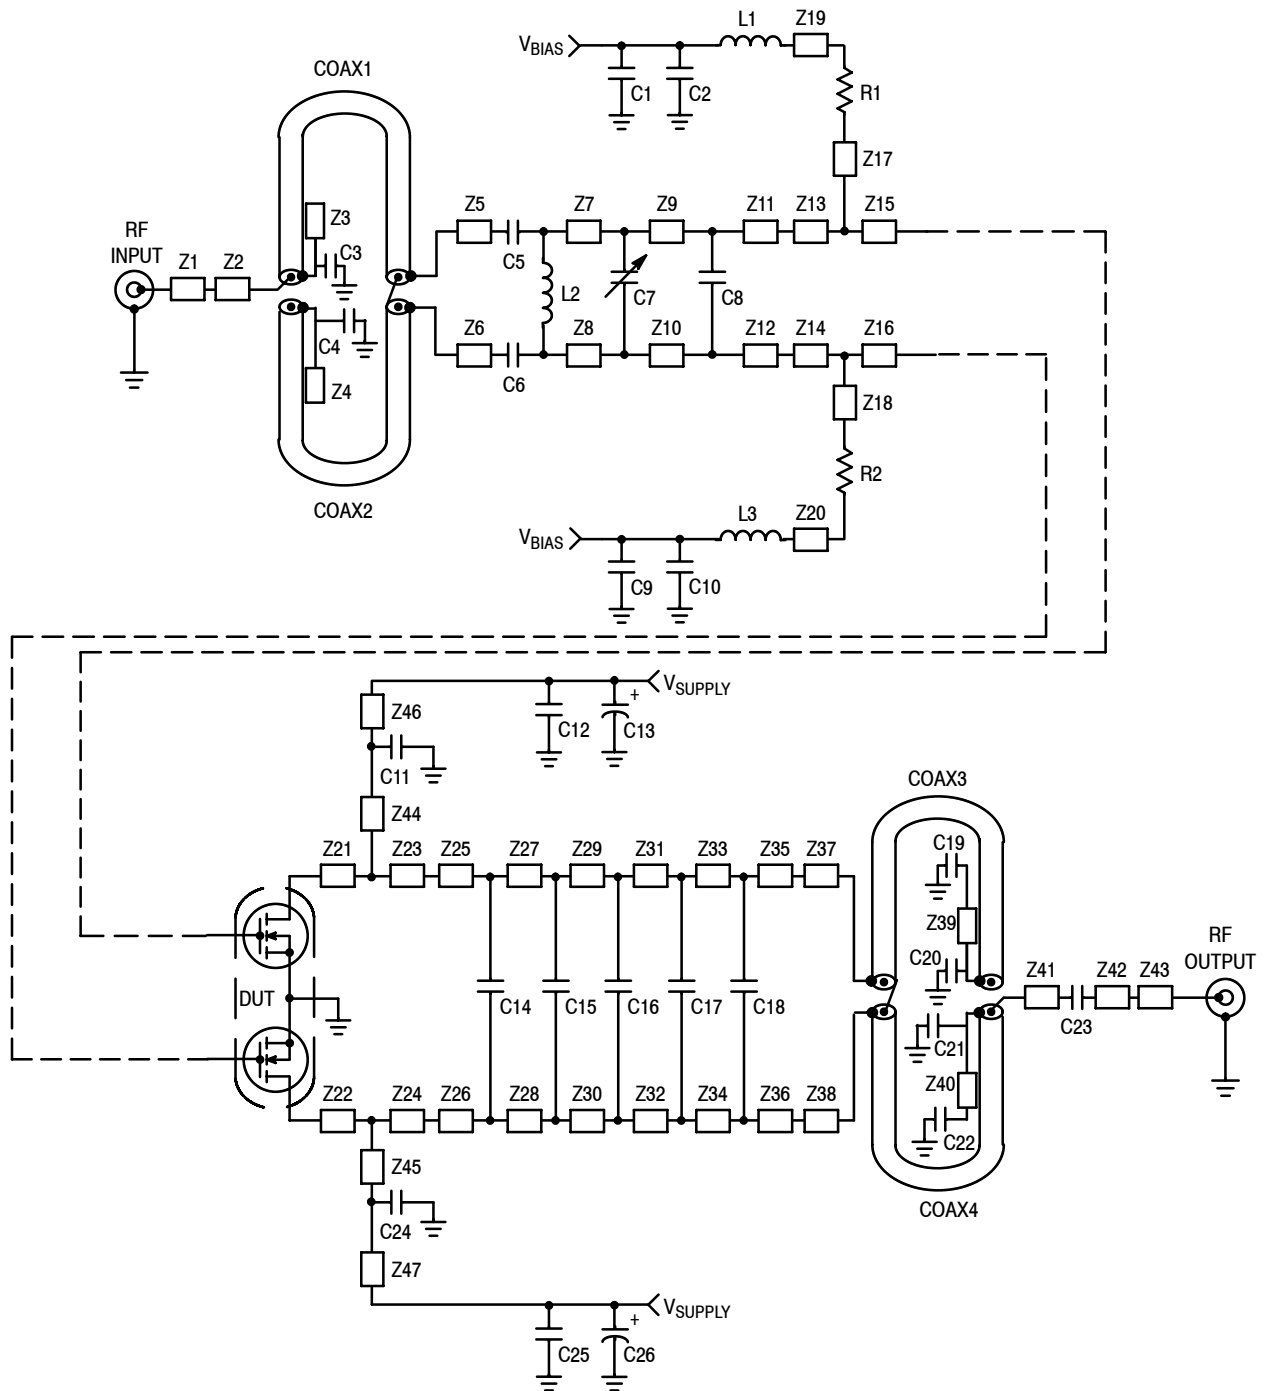 L1
Z19
VBIAS
C1
C2
R1
COAX1
Z17
Z3
C3
RF
INPUT
Z1
Z2
Z5
C5
Z7
Z9
Z11
Z13
Z15
L2
C7
C8
C4
Z4
Z6
C6
Z8
Z10
Z12
Z14
Z16
Z18
R2
COAX2
VBIAS
L3
Z20
C9
C10
VSUPPLY
+
Z46
C12
C13
C11
Z44
COAX3
Z21
Z23
Z25
Z27
Z29
Z31
Z33
Z35
Z37
C19
Z39
C20
RF
OUTPUT
Z41
C23
Z42
Z43
DUT
C14
C15
C16
C17
C18
C21
Z40
C22
Z22
Z24
Z26
Z28
Z30
Z32
Z34
Z36
Z38
Z45
C24
COAX4
Z47
VSUPPLY
+
C25
C26